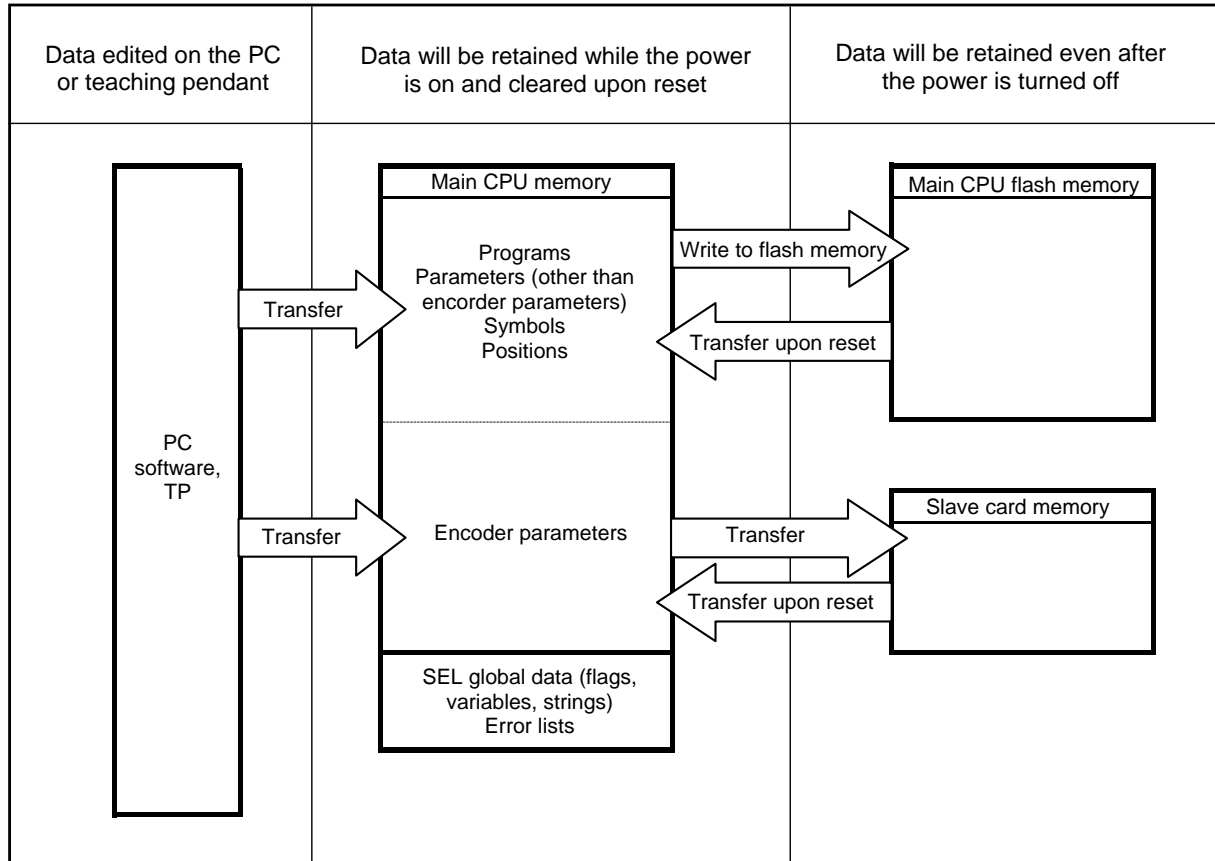 Data edited on the PC
or teaching pendant
Data will be retained while the power
is on and cleared upon reset
Data will be retained even after
the power is turned off
Main CPU memory
Main CPU flash memory
Programs
Parameters (other than
encorder parameters)
Symbols
Positions
Write to flash memory
Transfer
Transfer upon reset
PC
software,
TP
Slave card memory
Transfer
Encoder parameters
Transfer
Transfer upon reset
SEL global data (flags,
variables, strings)
Error lists